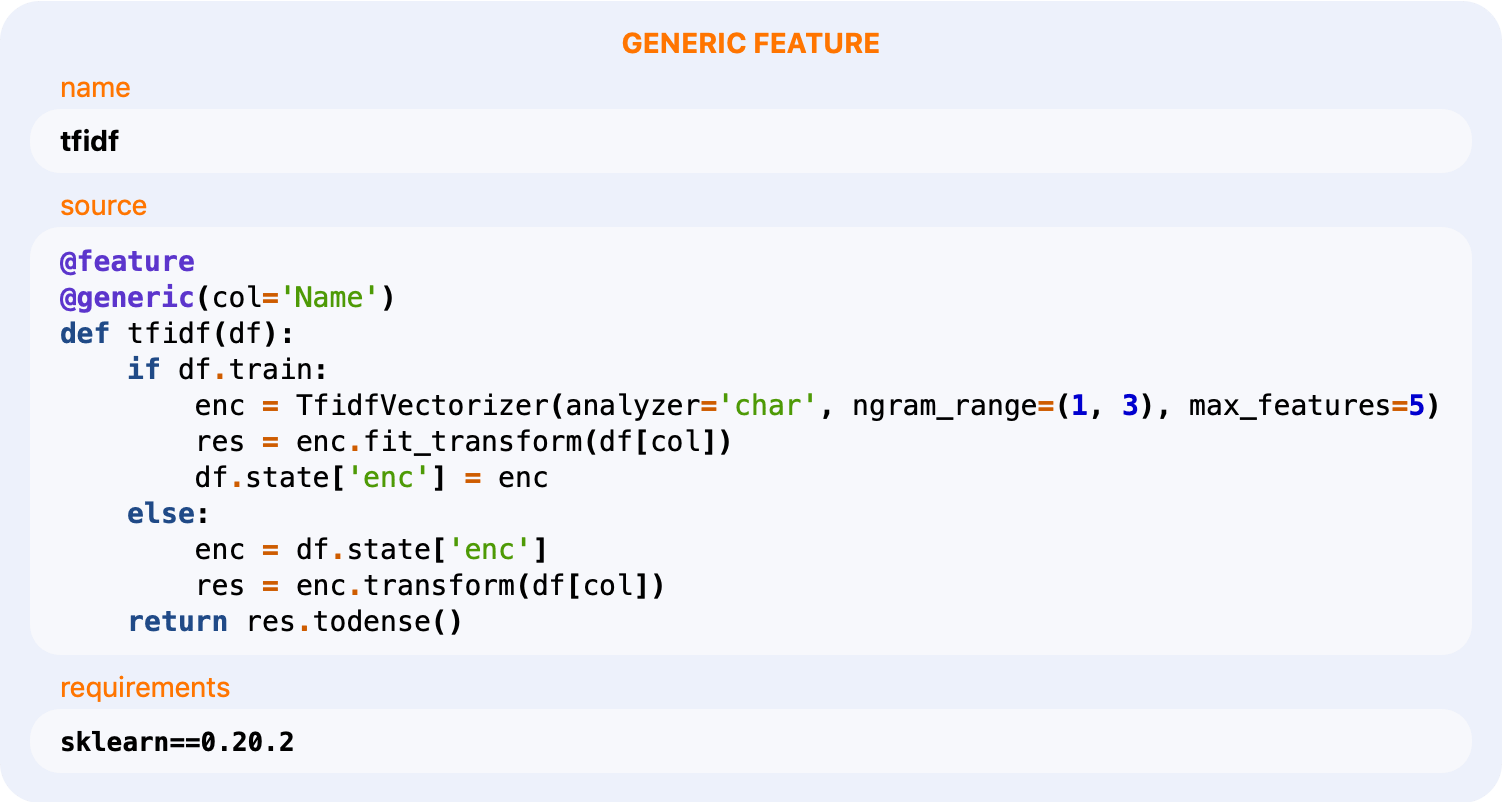 GENERIC FEATURE
name
tfidf
source
@feature
@generic(col='Name')
def tfidf(df):
    if df.train:
        enc = TfidfVectorizer(analyzer='char', ngram_range=(1, 3), max_features=5)
        res = enc.fit_transform(df[col])
        df.state['enc'] = enc
    else:
        enc = df.state['enc']
        res = enc.transform(df[col])
    return res.todense()
requirements
sklearn==0.20.2